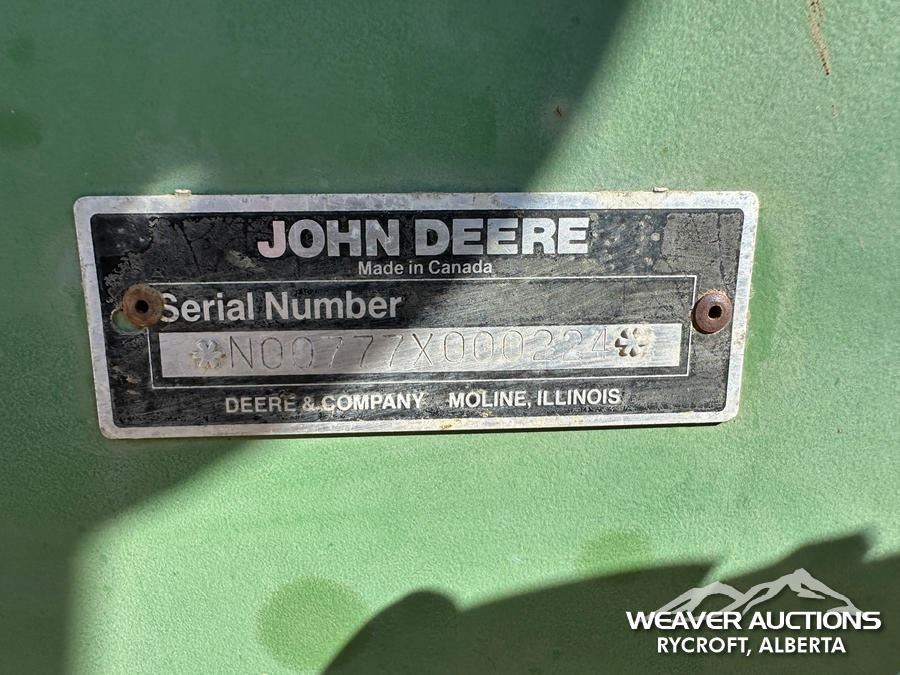 JOHN DEERE
Made in Canada
Serial Number
*N00777X000224*
DEERE & COMPANY MOLINE, ILLINOIS
WEAVER AUCTIONS
RYCROFT, ALBERTA